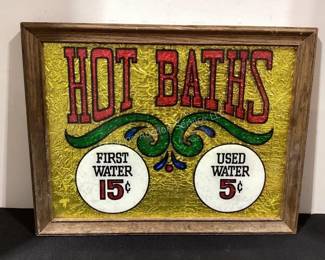 HOT BATHS
FIRST
WATER
15¢
USED
WATER
5¢